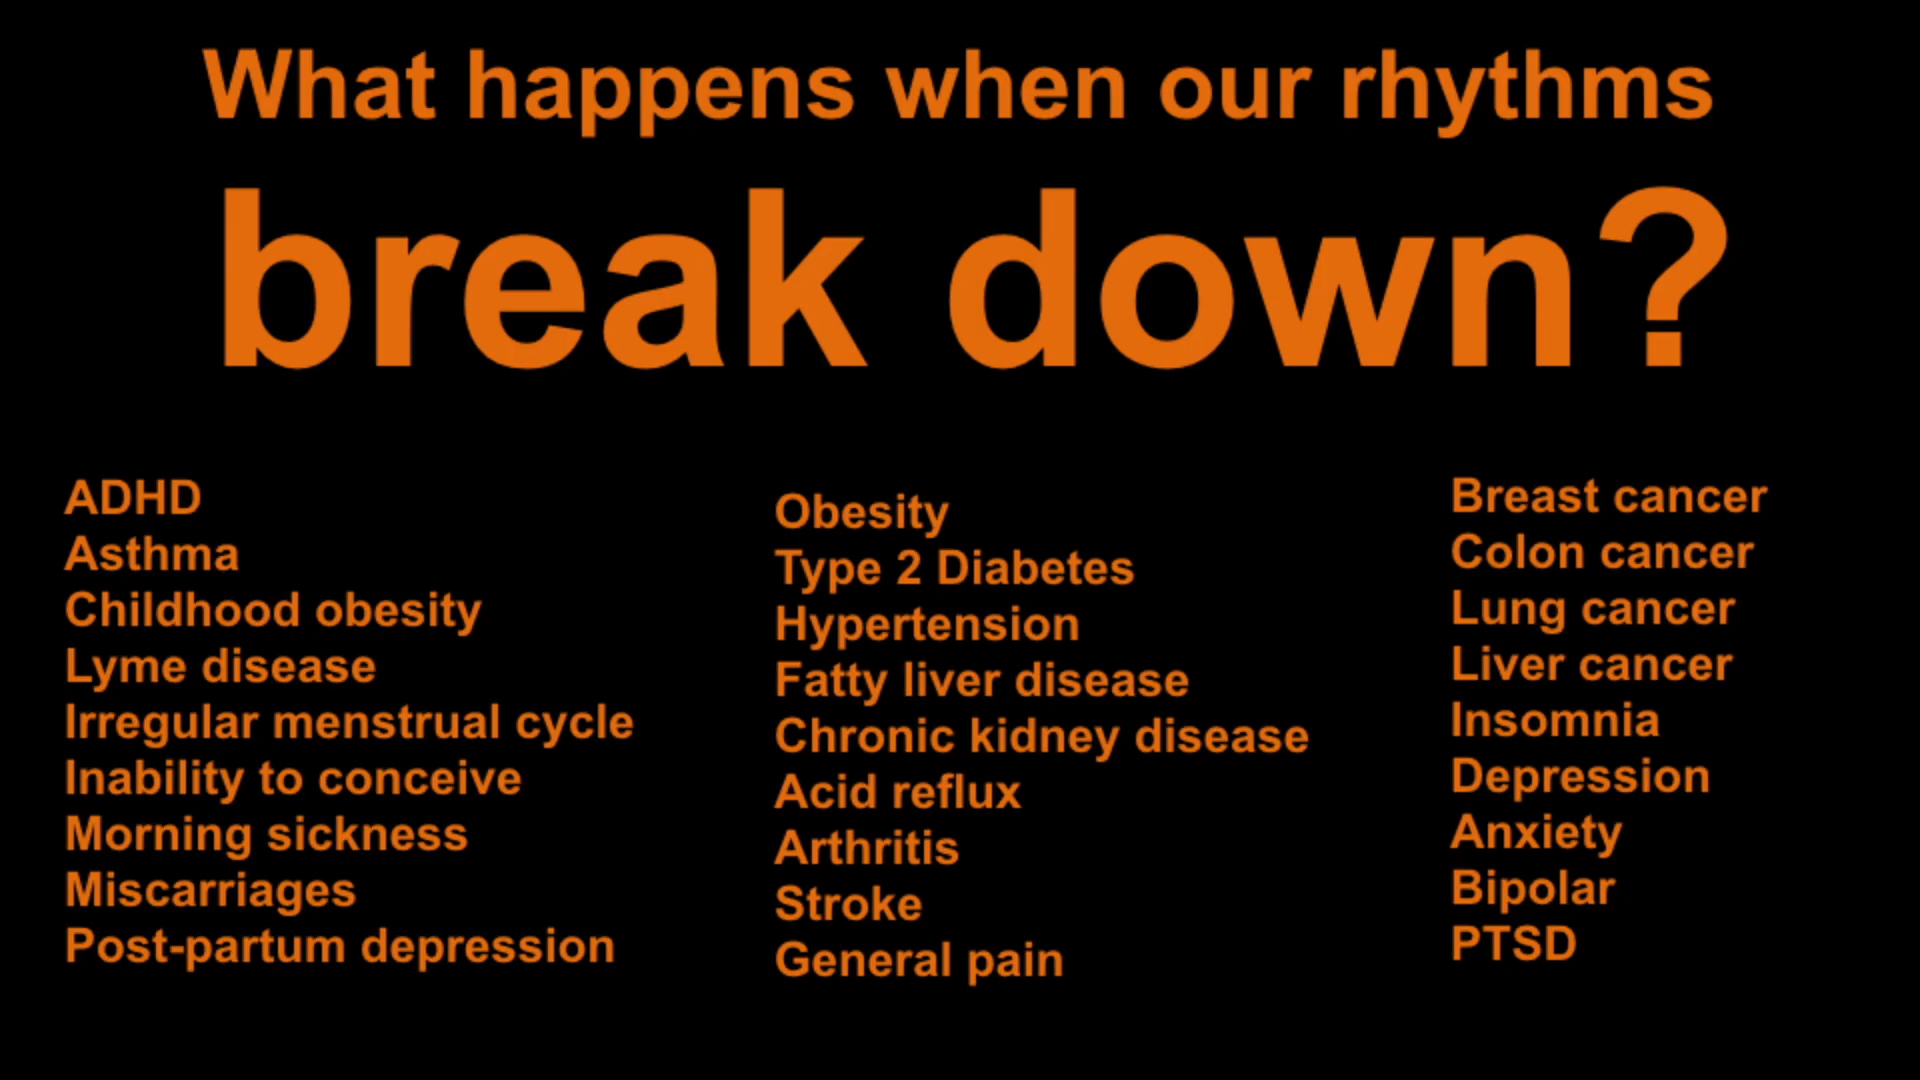 What happens when our rhythms
break down?
ADHD
Asthma
Childhood obesity
Lyme disease
Irregular menstrual cycle
Inability to conceive
Morning sickness
Miscarriages
Post-partum depression
Obesity
Type 2 Diabetes
Hypertension
Fatty liver disease
Chronic kidney disease
Acid reflux
Arthritis
Stroke
General pain
Breast cancer
Colon cancer
Lung cancer
Liver cancer
Insomnia
Depression
Anxiety
Bipolar
PTSD